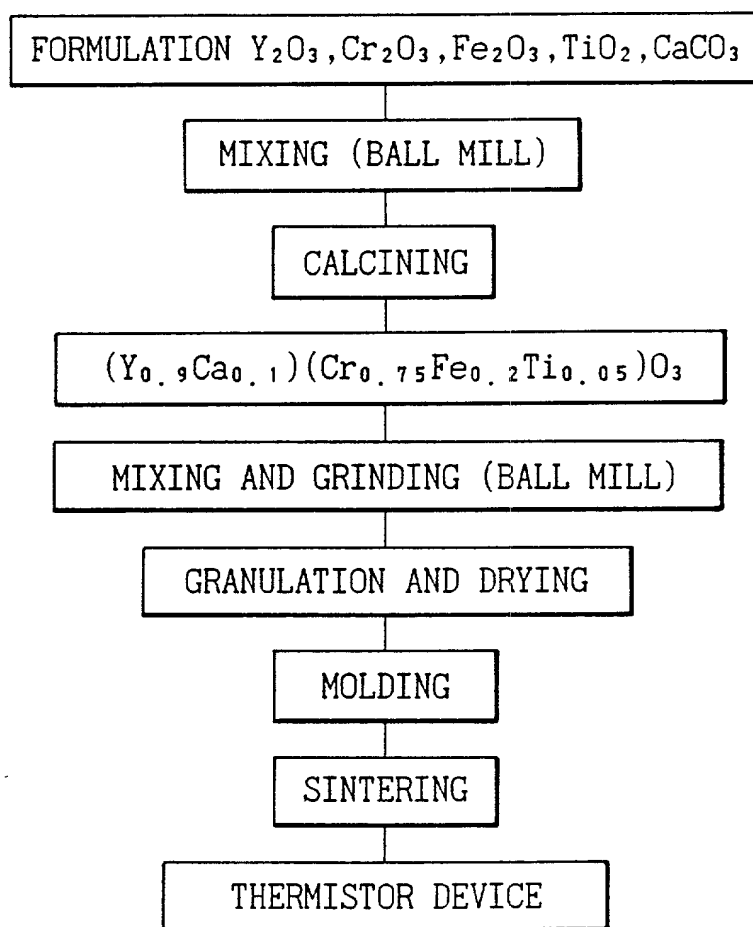 FORMULATION Y₂O₃,Cr₂O₃,Fe₂O₃,TiO₂,CaCO₃
MIXING (BALL MILL)
CALCINING
(Y₀.₉Ca₀.₁)(Cr₀.₇₅Fe₀.₂Ti₀.₀₅)O₃
MIXING AND GRINDING (BALL MILL)
GRANULATION AND DRYING
MOLDING
SINTERING
THERMISTOR DEVICE